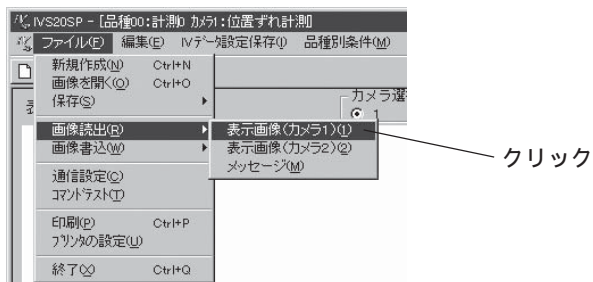 IVS20SP - [品種00:計測0 カメラ1:位置ずれ計測]
ファイル(F) 編集(E) IVデータ設定保存(I) 品種別条件(M)
新規作成(N) Ctrl+N
画像を開く(O) Ctrl+O
保存(S)
カメラ選
1
画像読出(R)
表示画像(カメラ1)(1)
クリック
画像書込(W)
表示画像(カメラ2)(2)
メッセージ(M)
通信設定(C)
コマンドテスト(T)
印刷(P) Ctrl+P
プリンタの設定(U)
終了(X) Ctrl+Q